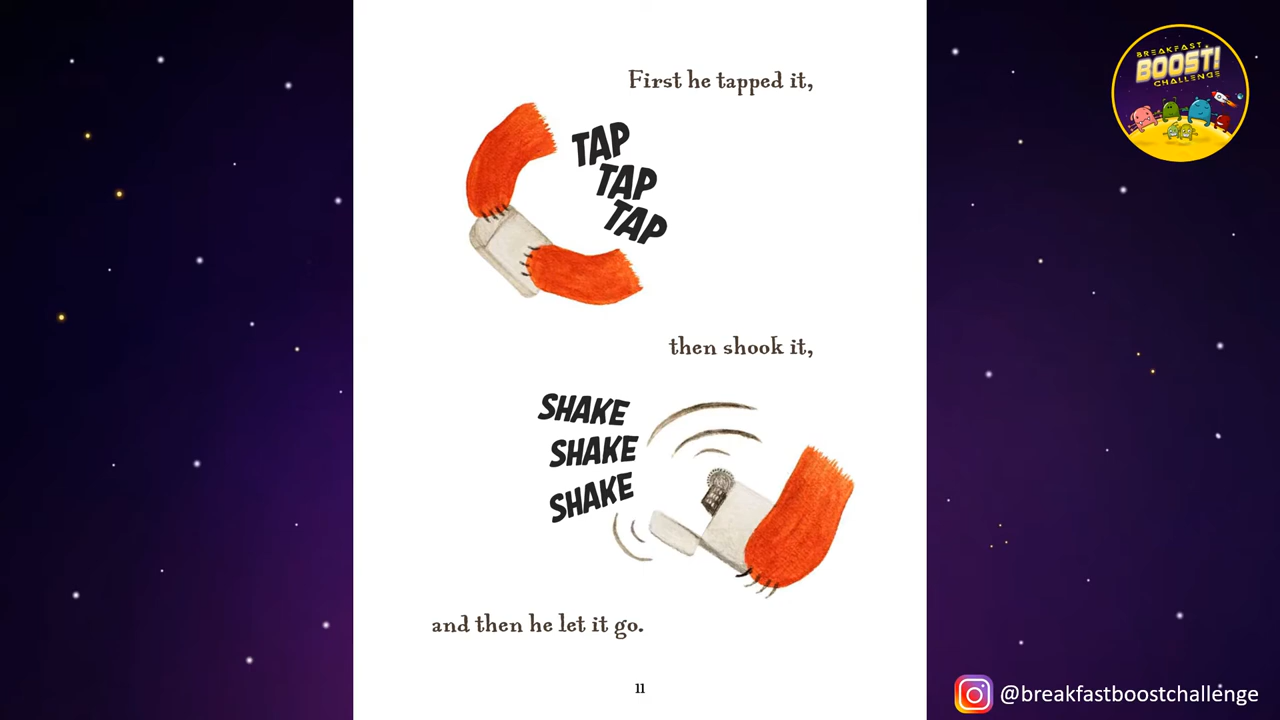 First he tapped it,
TAP
TAP
TAP
then shook it,
SHAKE
SHAKE
SHAKE
and then he let it go.
11
BREAKFAST
BOOST!
CHALLENGE
@breakfastboostchallenge